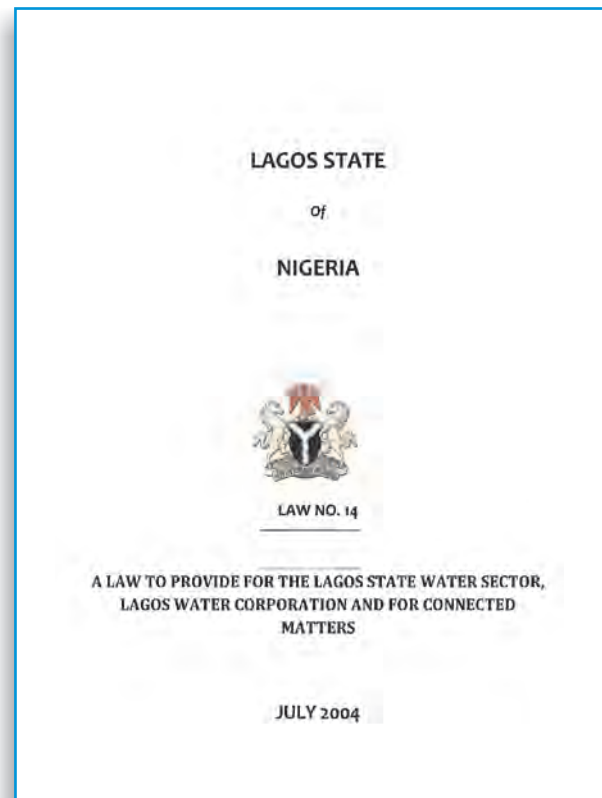 LAGOS STATE
Of
NIGERIA
LAW NO. 14
A LAW TO PROVIDE FOR THE LAGOS STATE WATER SECTOR,
LAGOS WATER CORPORATION AND FOR CONNECTED
MATTERS
JULY 2004